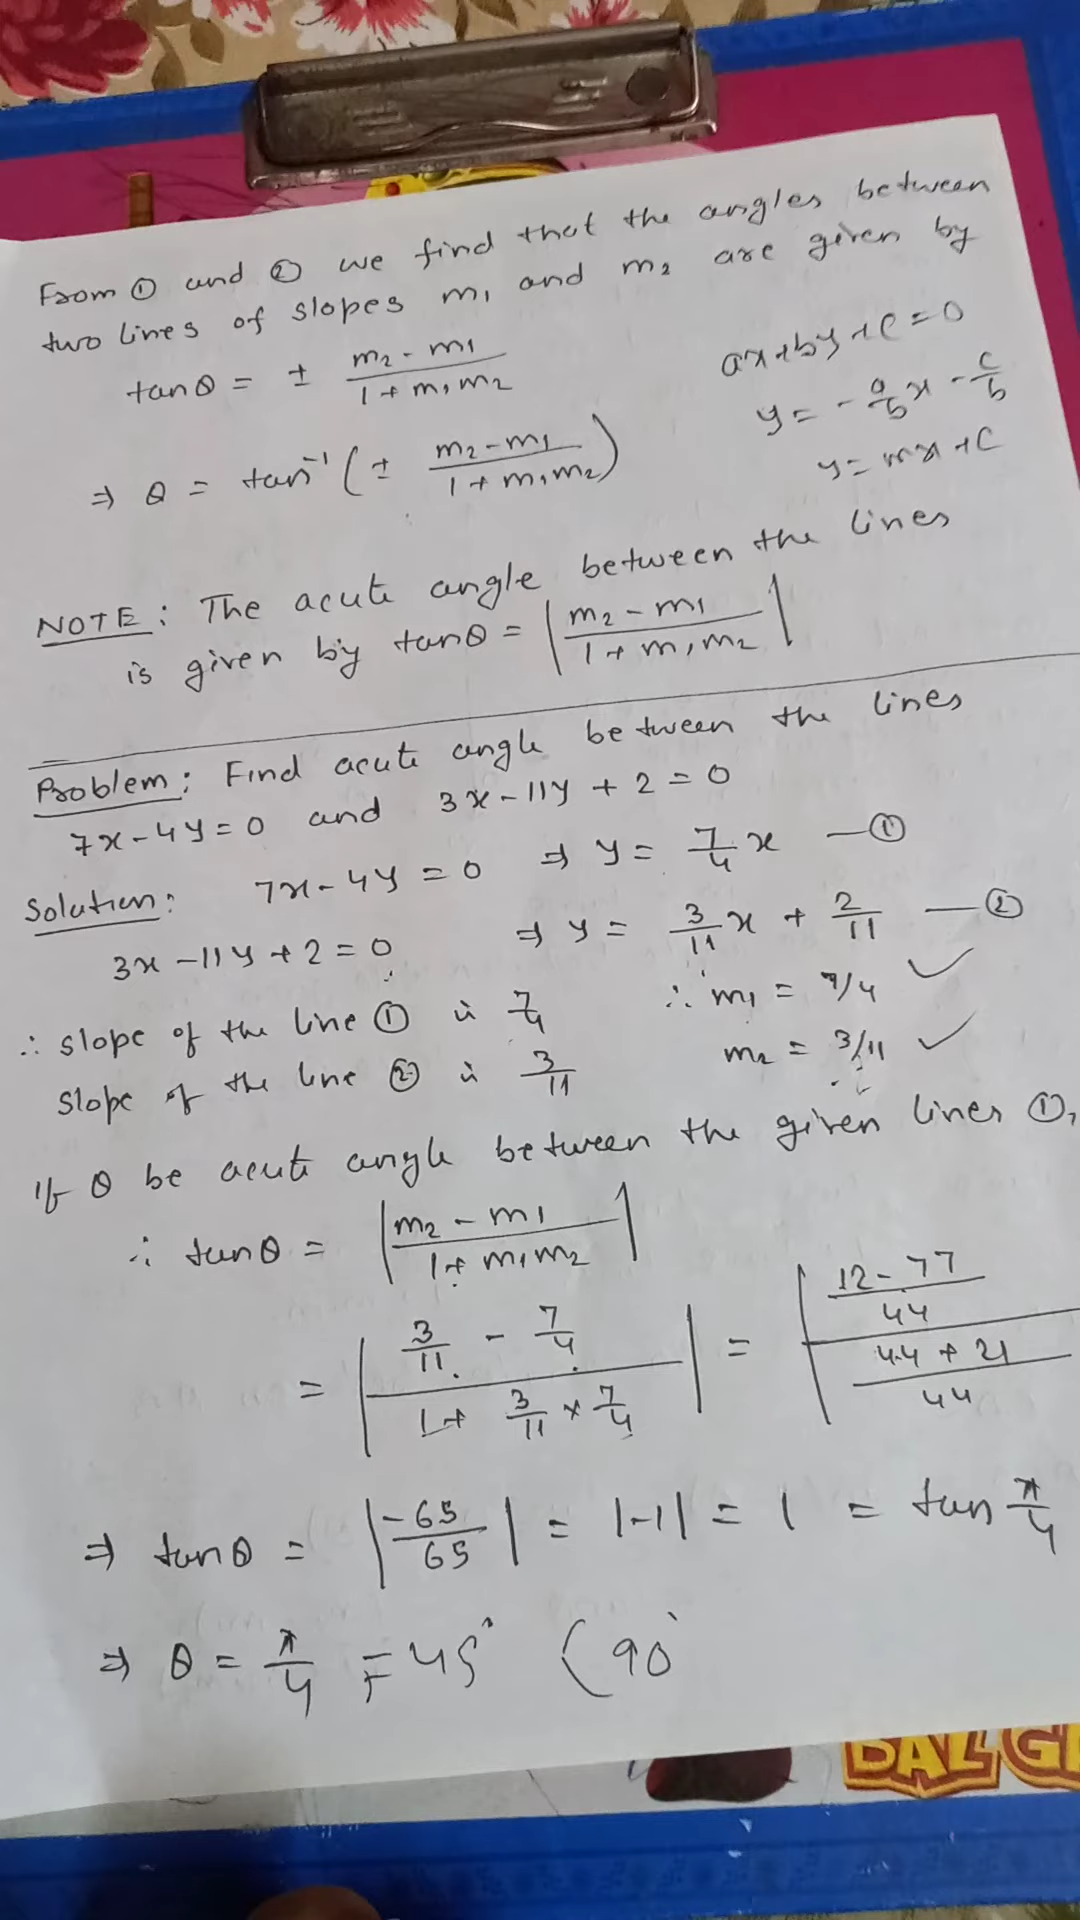 From ① and ② we find that the angles between
two lines of slopes m₁ and m₂ are given by
tanθ = ± (m₂ - m₁)/(1 + m₁m₂)
ax + by + c = 0
y = - a/b x - c/b
⇒ θ = tan⁻¹ (± (m₂ - m₁)/(1 + m₁m₂))
y = mx + c
NOTE: The acute angle between the lines
is given by tanθ = |(m₂ - m₁)/(1 + m₁m₂)|
Problem: Find acute angle between the lines
7x - 4y = 0 and 3x - 11y + 2 = 0
Solution: 7x - 4y = 0 ⇒ y = 7/4 x — ①
3x - 11y + 2 = 0 ⇒ y = 3/11 x + 2/11 — ②
∴ slope of the line ① is 7/4 ∴ m₁ = 7/4 ✓
slope of the line ② is 3/11 m₂ = 3/11 ✓
If θ be acute angle between the given lines ①,
∴ tanθ = |(m₂ - m₁)/(1 + m₁m₂)|
= |(3/11 - 7/4)/(1 + 3/11 × 7/4)| = |((12 - 77)/44)/((44 + 21)/44)
⇒ tanθ = |-65/65| = |-1| = 1 = tan π/4
⇒ θ = π/4 = 45° ( 90°
BAL G